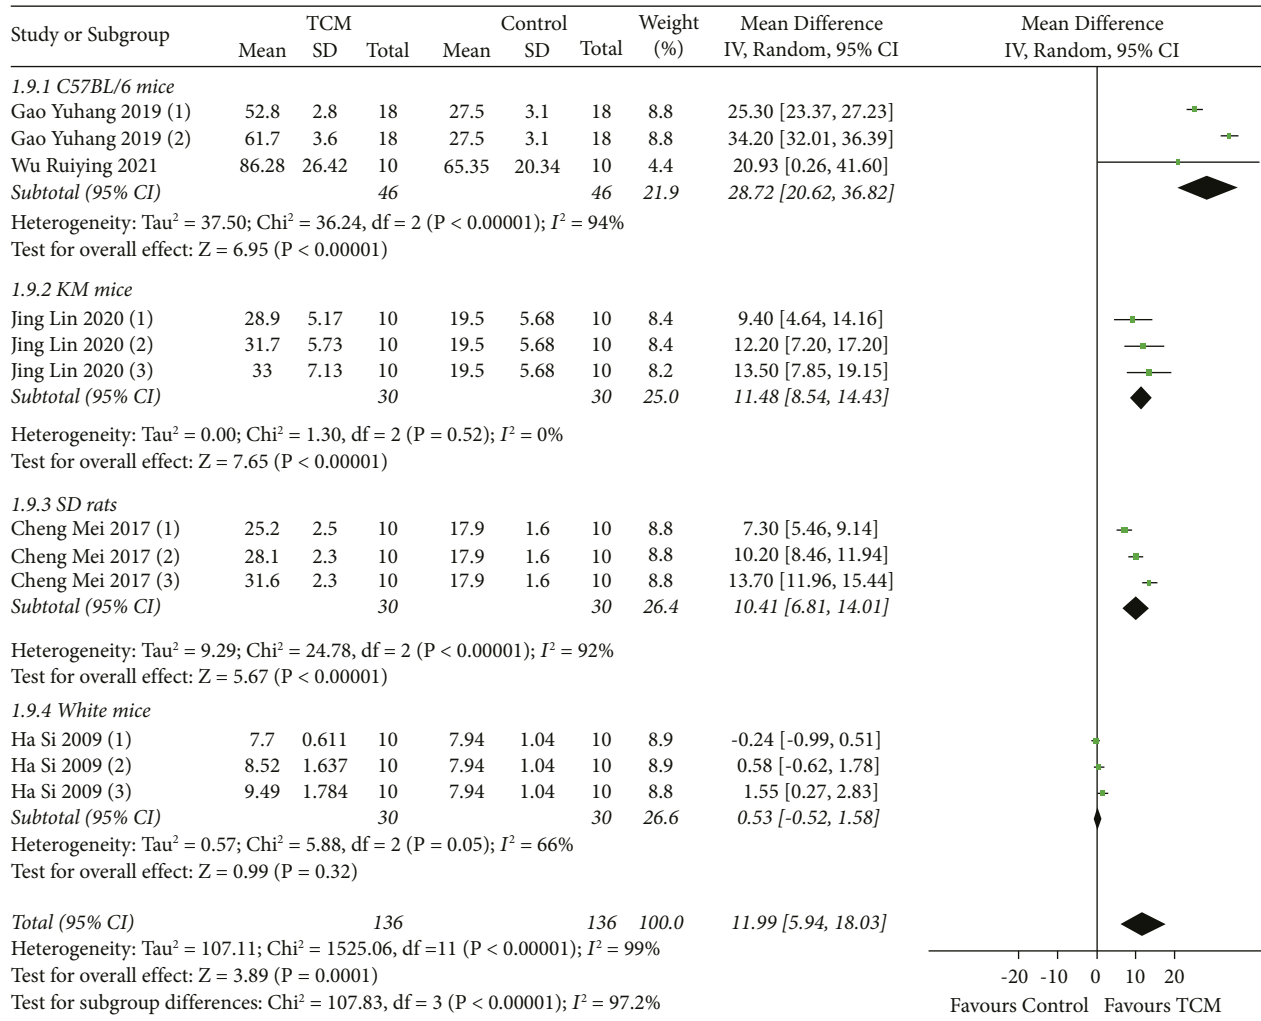 Study or Subgroup TCM Control Weight Mean Difference Mean Difference
Mean SD Total Mean SD Total (%) IV, Random, 95% CI IV, Random, 95% CI
1.9.1 C57BL/6 mice
Gao Yuhang 2019 (1) 52.8 2.8 18 27.5 3.1 18 8.8 25.30 [23.37, 27.23]
Gao Yuhang 2019 (2) 61.7 3.6 18 27.5 3.1 18 8.8 34.20 [32.01, 36.39]
Wu Ruiying 2021 86.28 26.42 10 65.35 20.34 10 4.4 20.93 [0.26, 41.60]
Subtotal (95% CI) 46 46 21.9 28.72 [20.62, 36.82]
Heterogeneity: Tau² = 37.50; Chi² = 36.24, df = 2 (P < 0.00001); I² = 94%
Test for overall effect: Z = 6.95 (P < 0.00001)
1.9.2 KM mice
Jing Lin 2020 (1) 28.9 5.17 10 19.5 5.68 10 8.4 9.40 [4.64, 14.16]
Jing Lin 2020 (2) 31.7 5.73 10 19.5 5.68 10 8.4 12.20 [7.20, 17.20]
Jing Lin 2020 (3) 33 7.13 10 19.5 5.68 10 8.2 13.50 [7.85, 19.15]
Subtotal (95% CI) 30 30 25.0 11.48 [8.54, 14.43]
Heterogeneity: Tau² = 0.00; Chi² = 1.30, df = 2 (P = 0.52); I² = 0%
Test for overall effect: Z = 7.65 (P < 0.00001)
1.9.3 SD rats
Cheng Mei 2017 (1) 25.2 2.5 10 17.9 1.6 10 8.8 7.30 [5.46, 9.14]
Cheng Mei 2017 (2) 28.1 2.3 10 17.9 1.6 10 8.8 10.20 [8.46, 11.94]
Cheng Mei 2017 (3) 31.6 2.3 10 17.9 1.6 10 8.8 13.70 [11.96, 15.44]
Subtotal (95% CI) 30 30 26.4 10.41 [6.81, 14.01]
Heterogeneity: Tau² = 9.29; Chi² = 24.78, df = 2 (P < 0.00001); I² = 92%
Test for overall effect: Z = 5.67 (P < 0.00001)
1.9.4 White mice
Ha Si 2009 (1) 7.7 0.611 10 7.94 1.04 10 8.9 -0.24 [-0.99, 0.51]
Ha Si 2009 (2) 8.52 1.637 10 7.94 1.04 10 8.9 0.58 [-0.62, 1.78]
Ha Si 2009 (3) 9.49 1.784 10 7.94 1.04 10 8.8 1.55 [0.27, 2.83]
Subtotal (95% CI) 30 30 26.6 0.53 [-0.52, 1.58]
Heterogeneity: Tau² = 0.57; Chi² = 5.88, df = 2 (P = 0.05); I² = 66%
Test for overall effect: Z = 0.99 (P = 0.32)
Total (95% CI) 136 136 100.0 11.99 [5.94, 18.03]
Heterogeneity: Tau² = 107.11; Chi² = 1525.06, df =11 (P < 0.00001); I² = 99%
Test for overall effect: Z = 3.89 (P = 0.0001)
Test for subgroup differences: Chi² = 107.83, df = 3 (P < 0.00001); I² = 97.2%
-20 -10 0 10 20
Favours Control Favours TCM